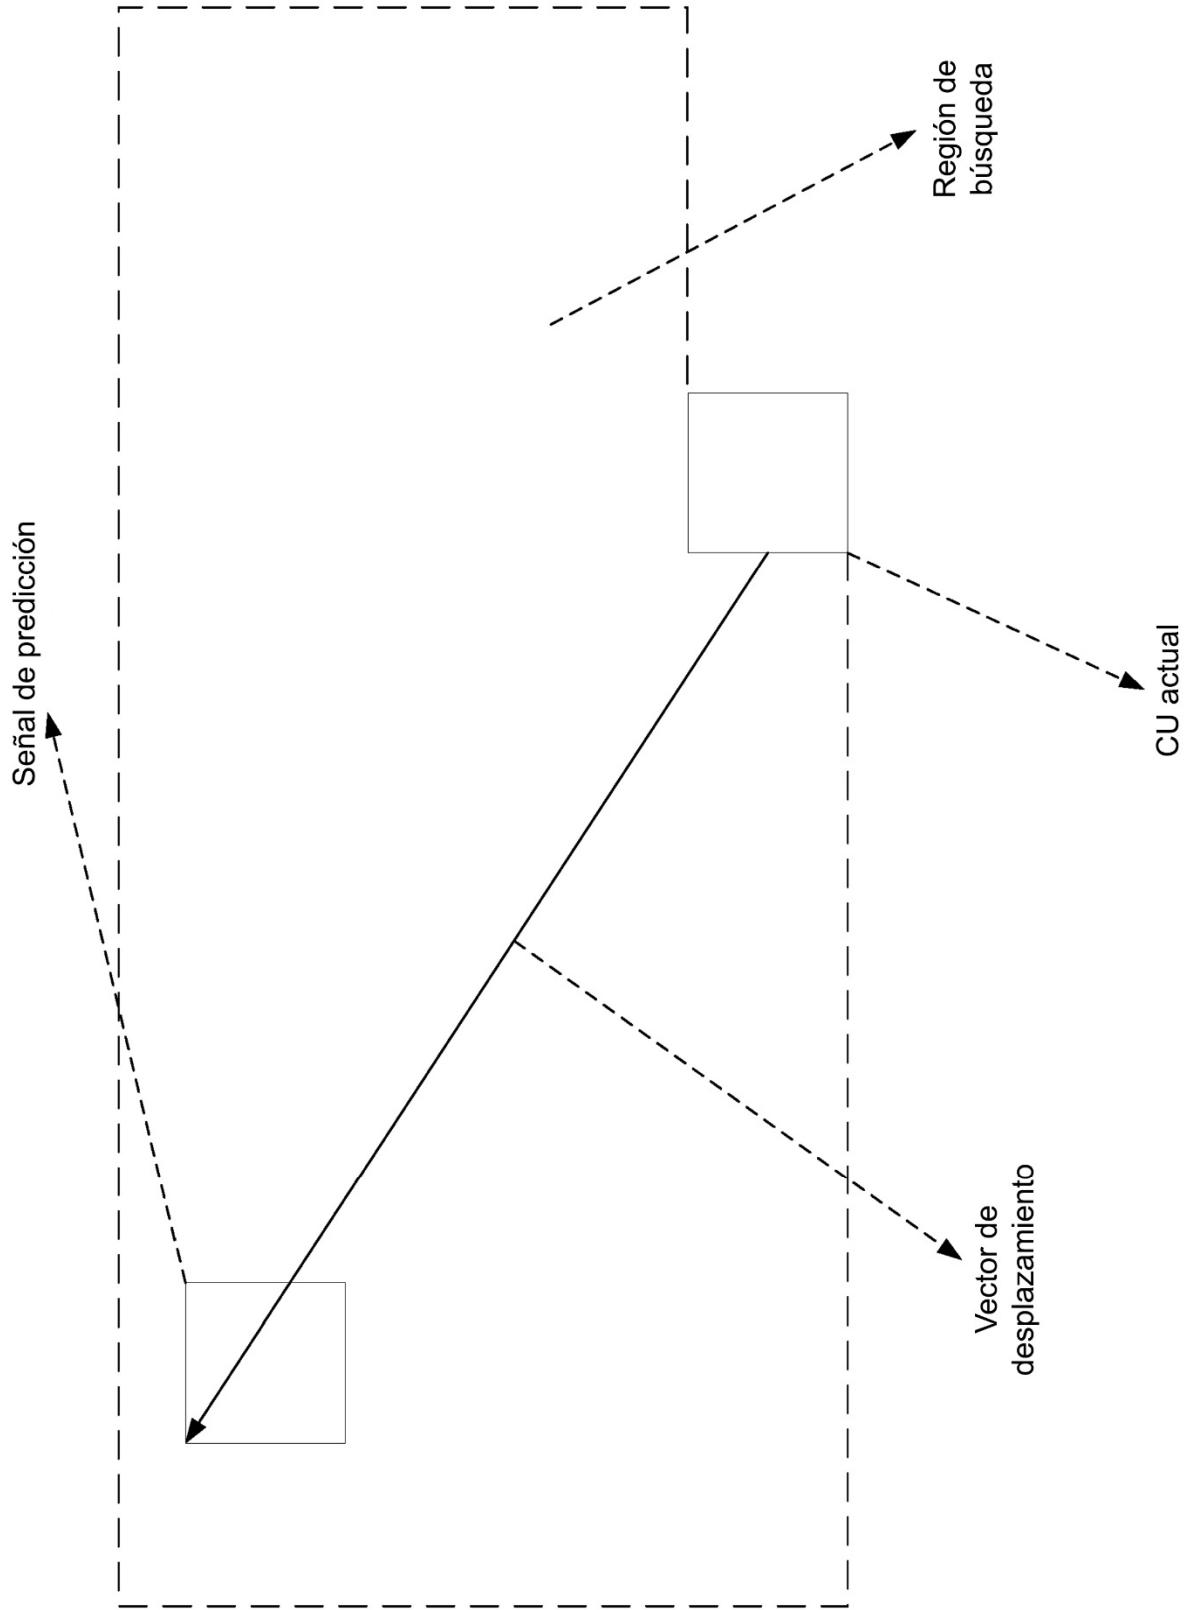 Señal de predicción
Región de
búsqueda
Vector de
desplazamiento
CU actual